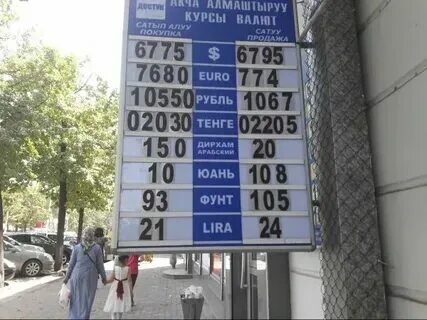 ДОСТУК
АКЧА АЛМАШТЫРУУ
КУРСЫ ВАЛЮТ
САТЫП АЛУУ САТУУ
ПОКУПКА ПРОДАЖА
6775 $ 6795
7680 EURO 774
10550 РУБЛЬ 1067
02030 ТЕНГЕ 02205
150 ДИРХАМ АРАБСКИЙ 20
10 ЮАНЬ 108
93 ФУНТ 105
21 LIRA 24